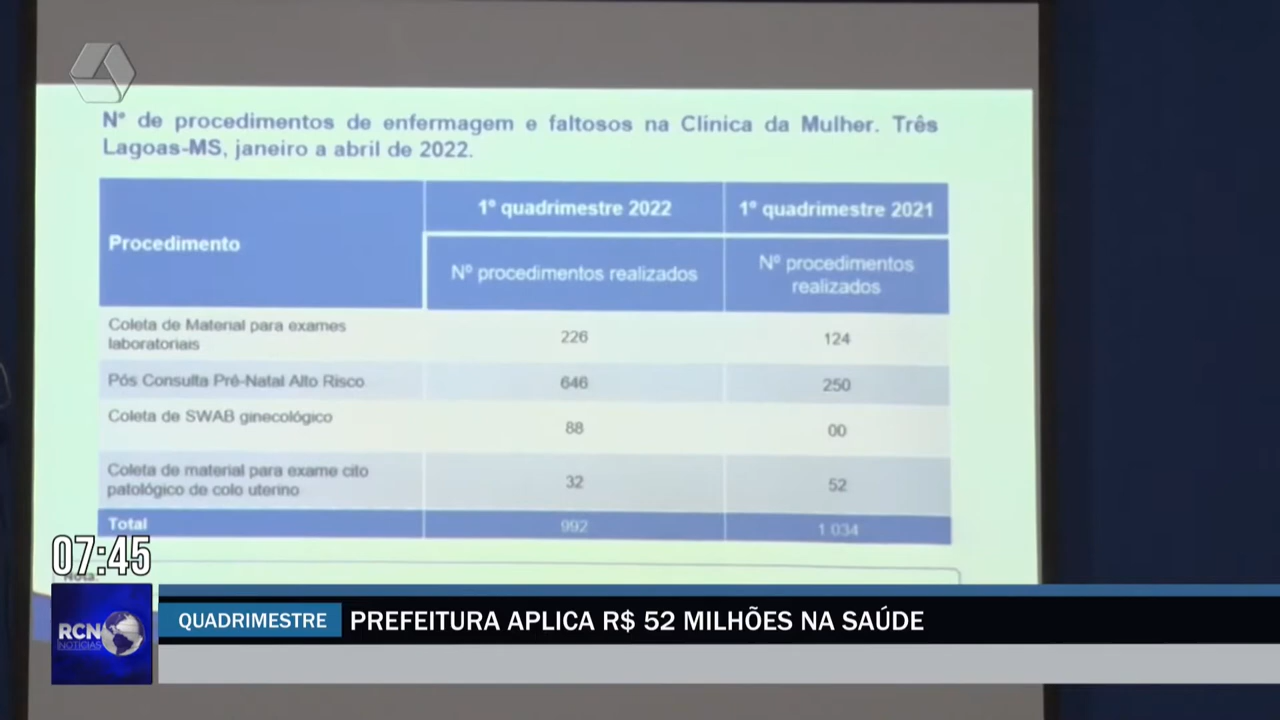 Nº de procedimentos de enfermagem e faltosos na Clínica da Mulher. Três
Lagoas-MS, janeiro a abril de 2022.
Procedimento
1º quadrimestre 2022
1º quadrimestre 2021
Nº procedimentos realizados
Nº procedimentos
realizados
Coleta de Material para exames
laboratoriais
226
124
Pós Consulta Pré-Natal Alto Risco
646
250
Coleta de SWAB ginecológico
88
00
Coleta de material para exame cito
patológico de colo uterino
32
52
Total
992
1 034
07:45
Nota:
RCN
NOTÍCIAS
QUADRIMESTRE
PREFEITURA APLICA R$ 52 MILHÕES NA SAÚDE